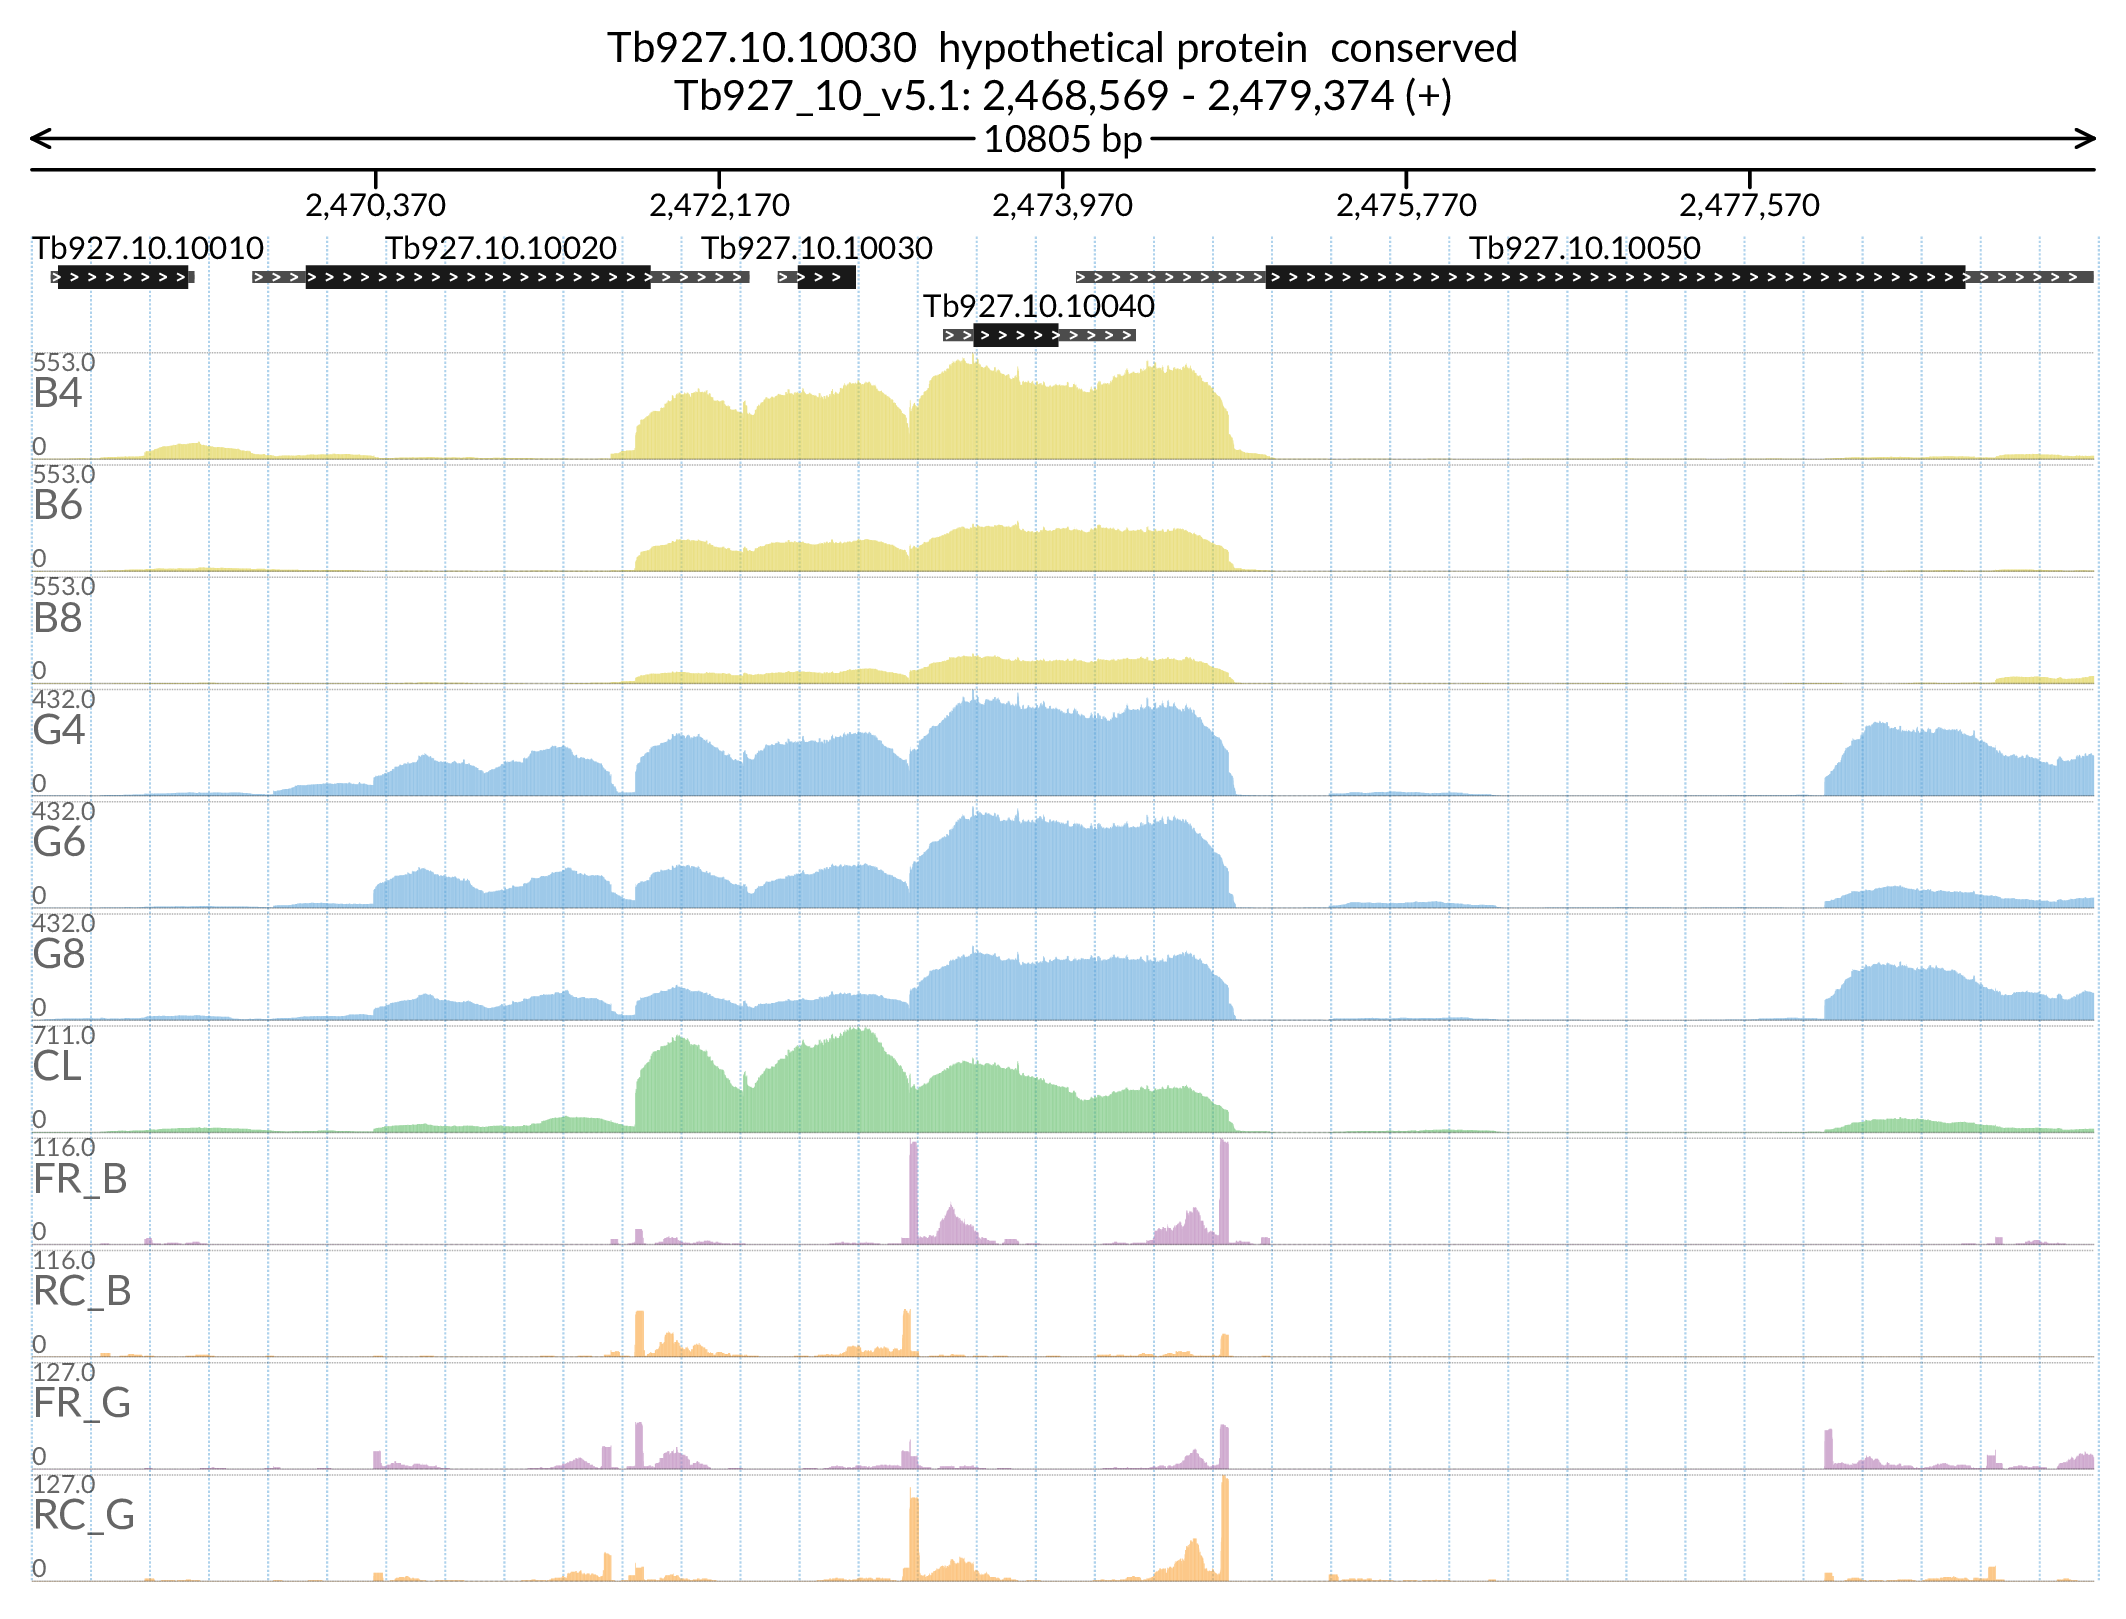 Tb927.10.10030 hypothetical protein conserved
Tb927_10_v5.1: 2,468,569 - 2,479,374 (+)
10805 bp
2,470,370 2,472,170 2,473,970 2,475,770 2,477,570
Tb927.10.10010 Tb927.10.10020 Tb927.10.10030 Tb927.10.10050
Tb927.10.10040
553.0
B4
0
553.0
B6
0
553.0
B8
0
432.0
G4
0
432.0
G6
0
432.0
G8
0
711.0
CL
0
116.0
FR_B
0
116.0
RC_B
0
127.0
FR_G
0
127.0
RC_G
0